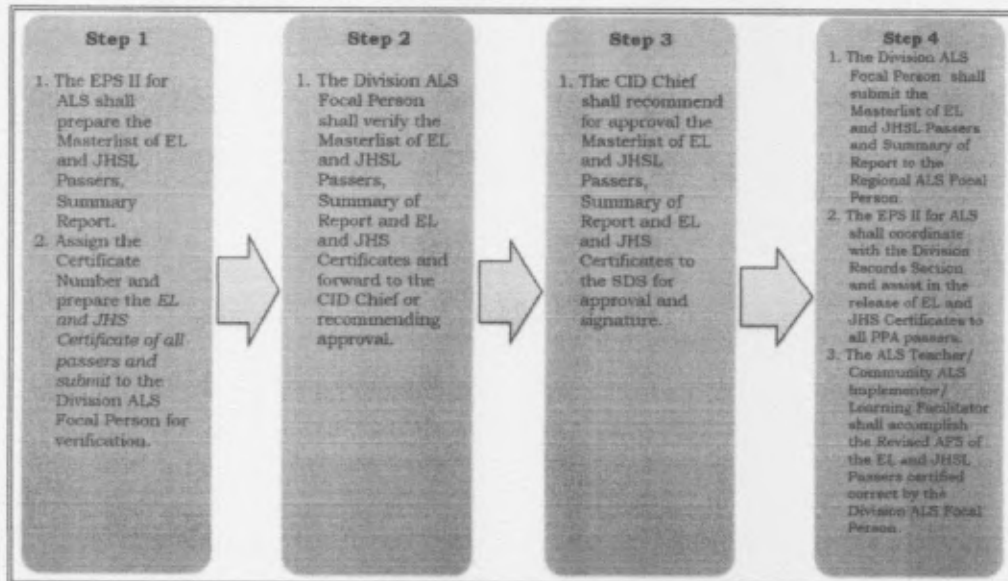 Step 1
1. The EPS II for
ALS shall
prepare the
Masterlist of EL
and JHSL
Passers,
Summary
Report.
2. Assign the
Certificate
Number and
prepare the EL
and JHS
Certificate of all
passers and
submit to the
Division ALS
Focal Person for
verification.
Step 2
1. The Division ALS
Focal Person
shall verify the
Masterlist of EL
and JHSL
Passers,
Summary of
Report and EL
and JHS
Certificates and
forward to the
CID Chief or
recommending
approval.
Step 3
1. The CID Chief
shall recommend
for approval the
Masterlist of EL
and JHSL
Passers,
Summary of
Report and EL
and JHS
Certificates to
the SDS for
approval and
signature.
Step 4
1. The Division ALS
Focal Person shall
submit the
Masterlist of EL
and JHSL Passers
and Summary of
Report to the
Regional ALS Focal
Person.
2. The EPS II for ALS
shall coordinate
with the Division
Records Section
and assist in the
release of EL and
JHS Certificates to
all PPA passers.
3. The ALS Teacher/
Community ALS
Implementor/
Learning Facilitator
shall accomplish
the Revised AF5 of
the EL and JHSL
Passers certified
correct by the
Division ALS Focal
Person.